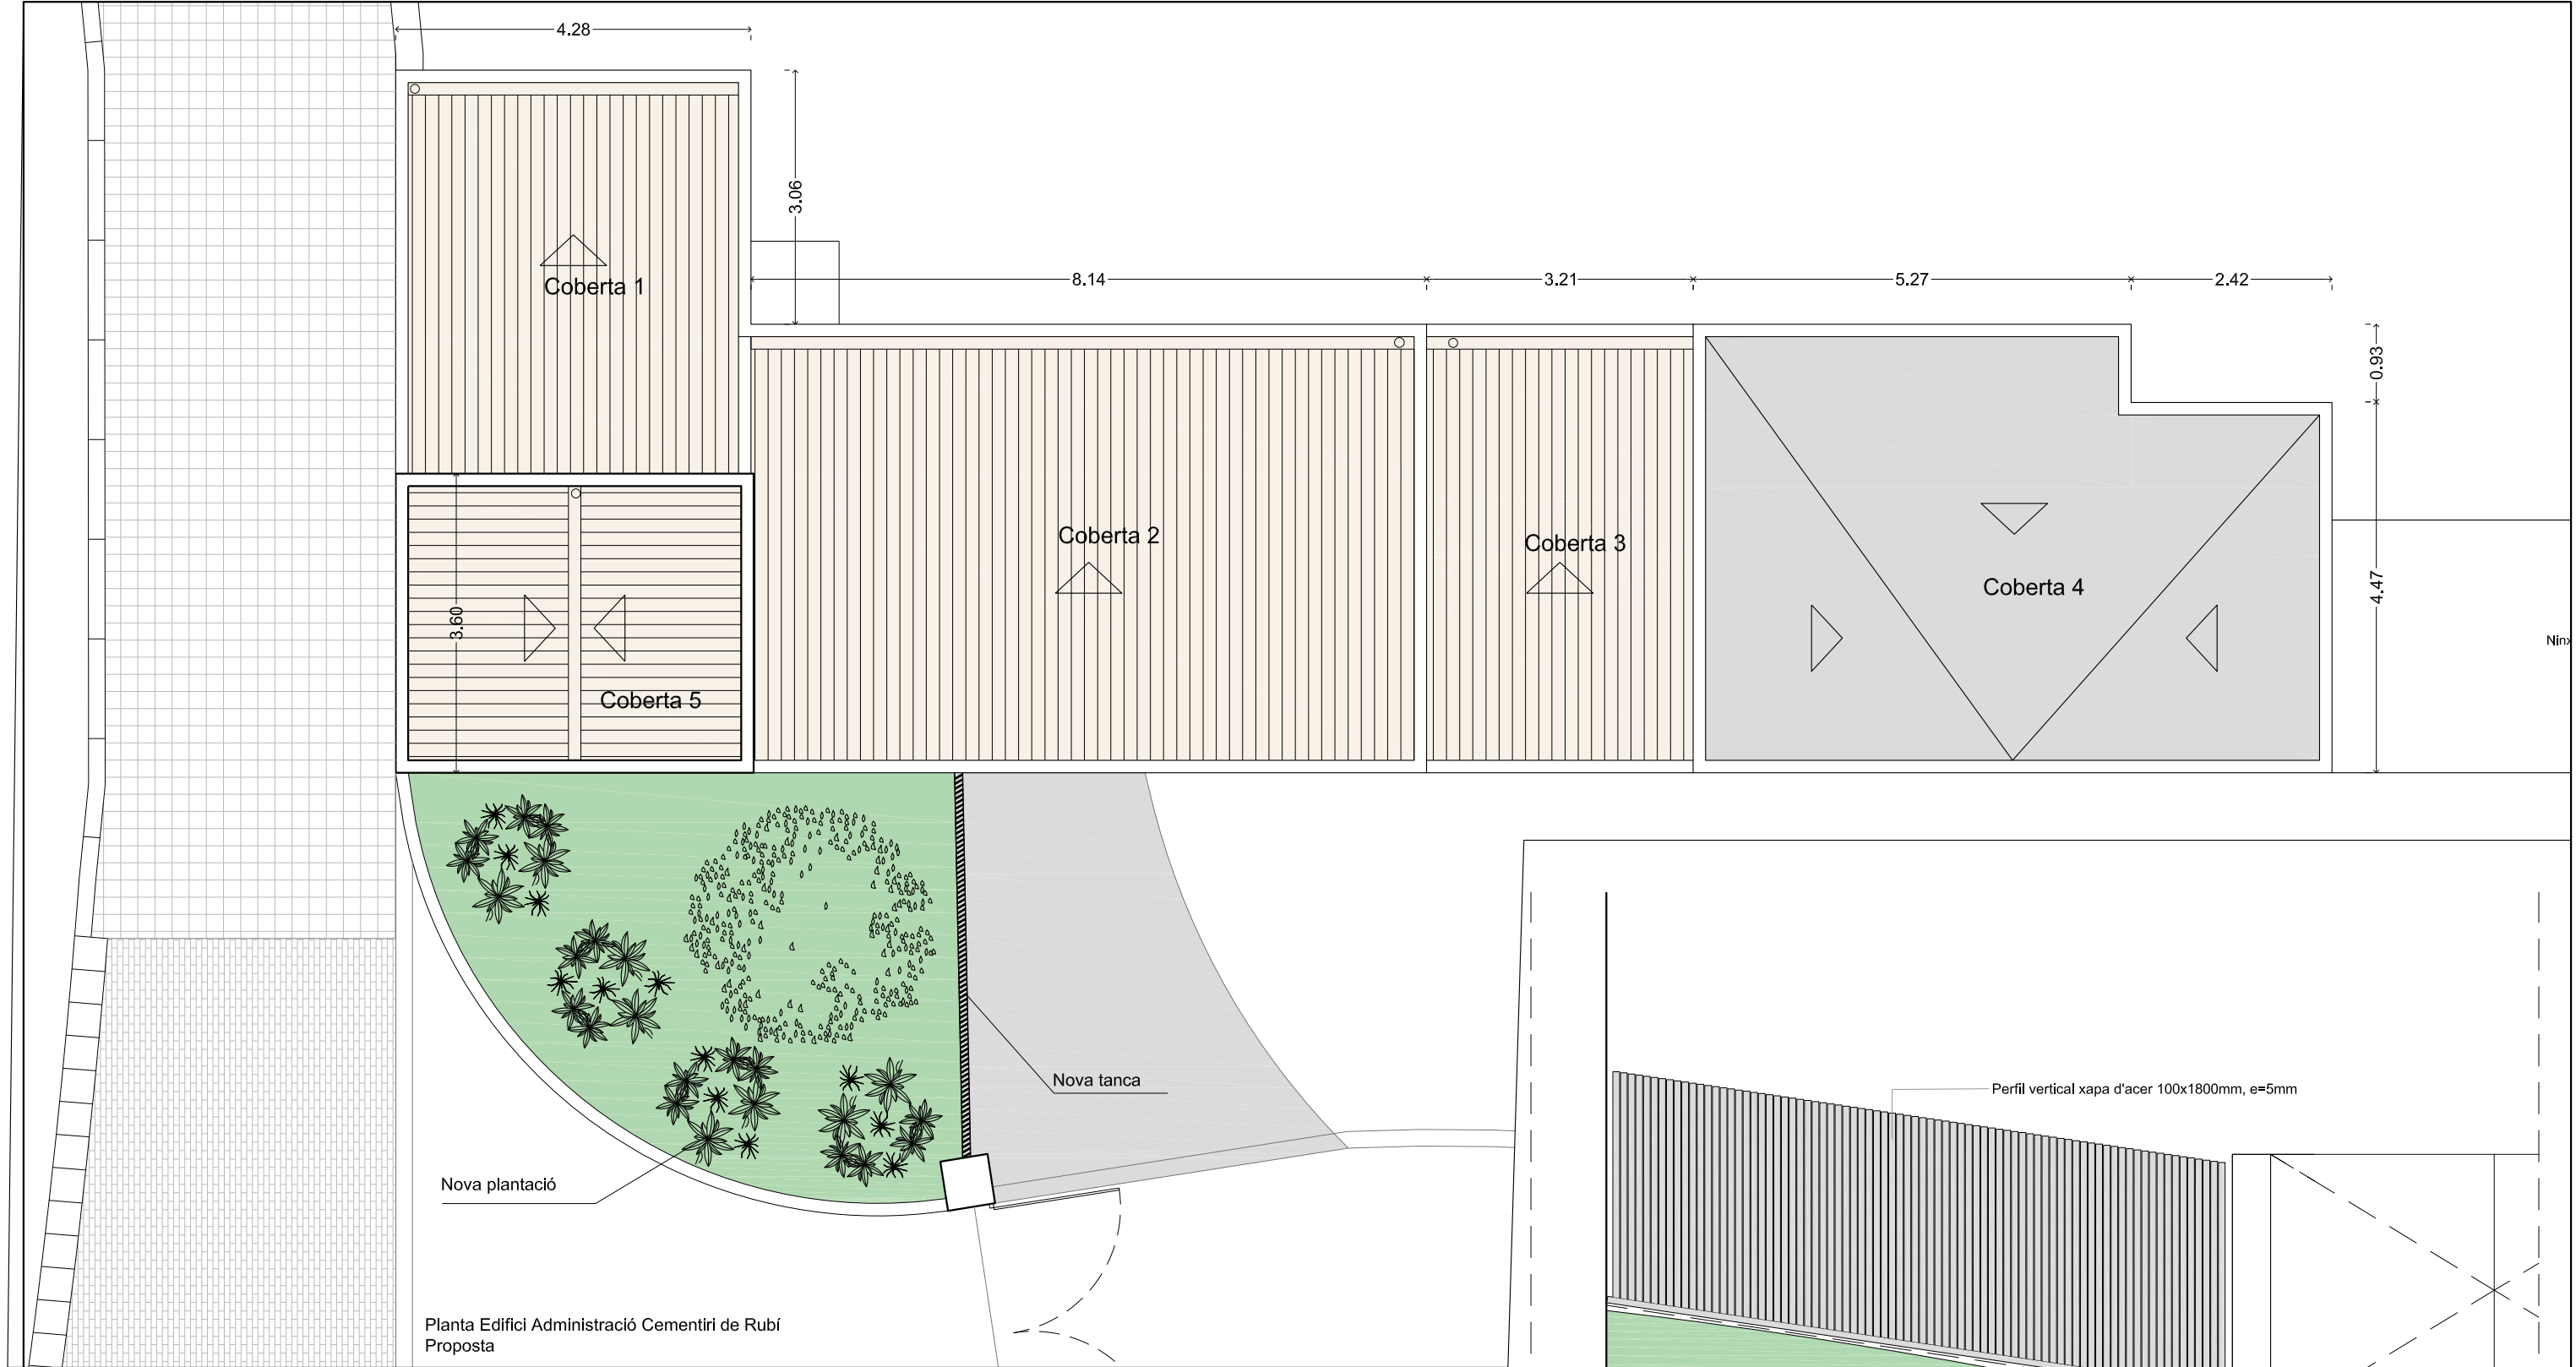 4.28
3.06
Coberta 1
8.14
3.21
5.27
2.42
0.93
Coberta 2
Coberta 3
Coberta 4
4.47
3.60
Coberta 5
Nova tanca
Perfil vertical xapa d'acer 100x1800mm, e=5mm
Nova plantació
Planta Edifici Administració Cementiri de Rubí
Proposta